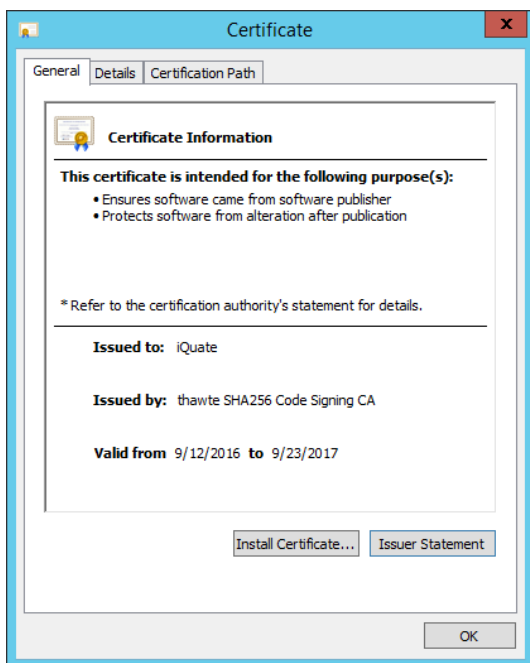 Certificate
x
General
Details
Certification Path
Certificate Information
This certificate is intended for the following purpose(s):
• Ensures software came from software publisher
• Protects software from alteration after publication
* Refer to the certification authority's statement for details.
Issued to: iQuate
Issued by: thawte SHA256 Code Signing CA
Valid from 9/12/2016 to 9/23/2017
Install Certificate...
Issuer Statement
OK